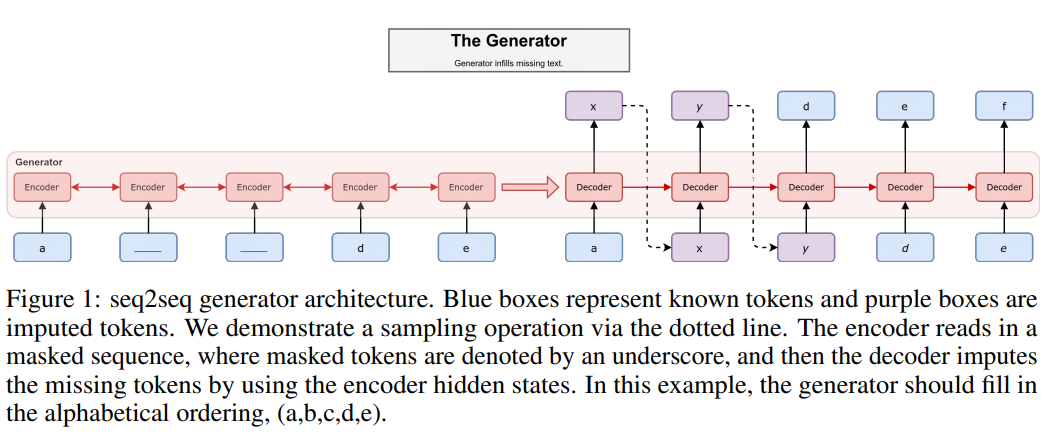 The Generator
Generator infills missing text.
x y d e f
Generator
Encoder Encoder Encoder Encoder Encoder Decoder Decoder Decoder Decoder Decoder
a __ __ d e a x y d e
Figure 1: seq2seq generator architecture. Blue boxes represent known tokens and purple boxes are
imputed tokens. We demonstrate a sampling operation via the dotted line. The encoder reads in a
masked sequence, where masked tokens are denoted by an underscore, and then the decoder imputes
the missing tokens by using the encoder hidden states. In this example, the generator should fill in
the alphabetical ordering, (a,b,c,d,e).